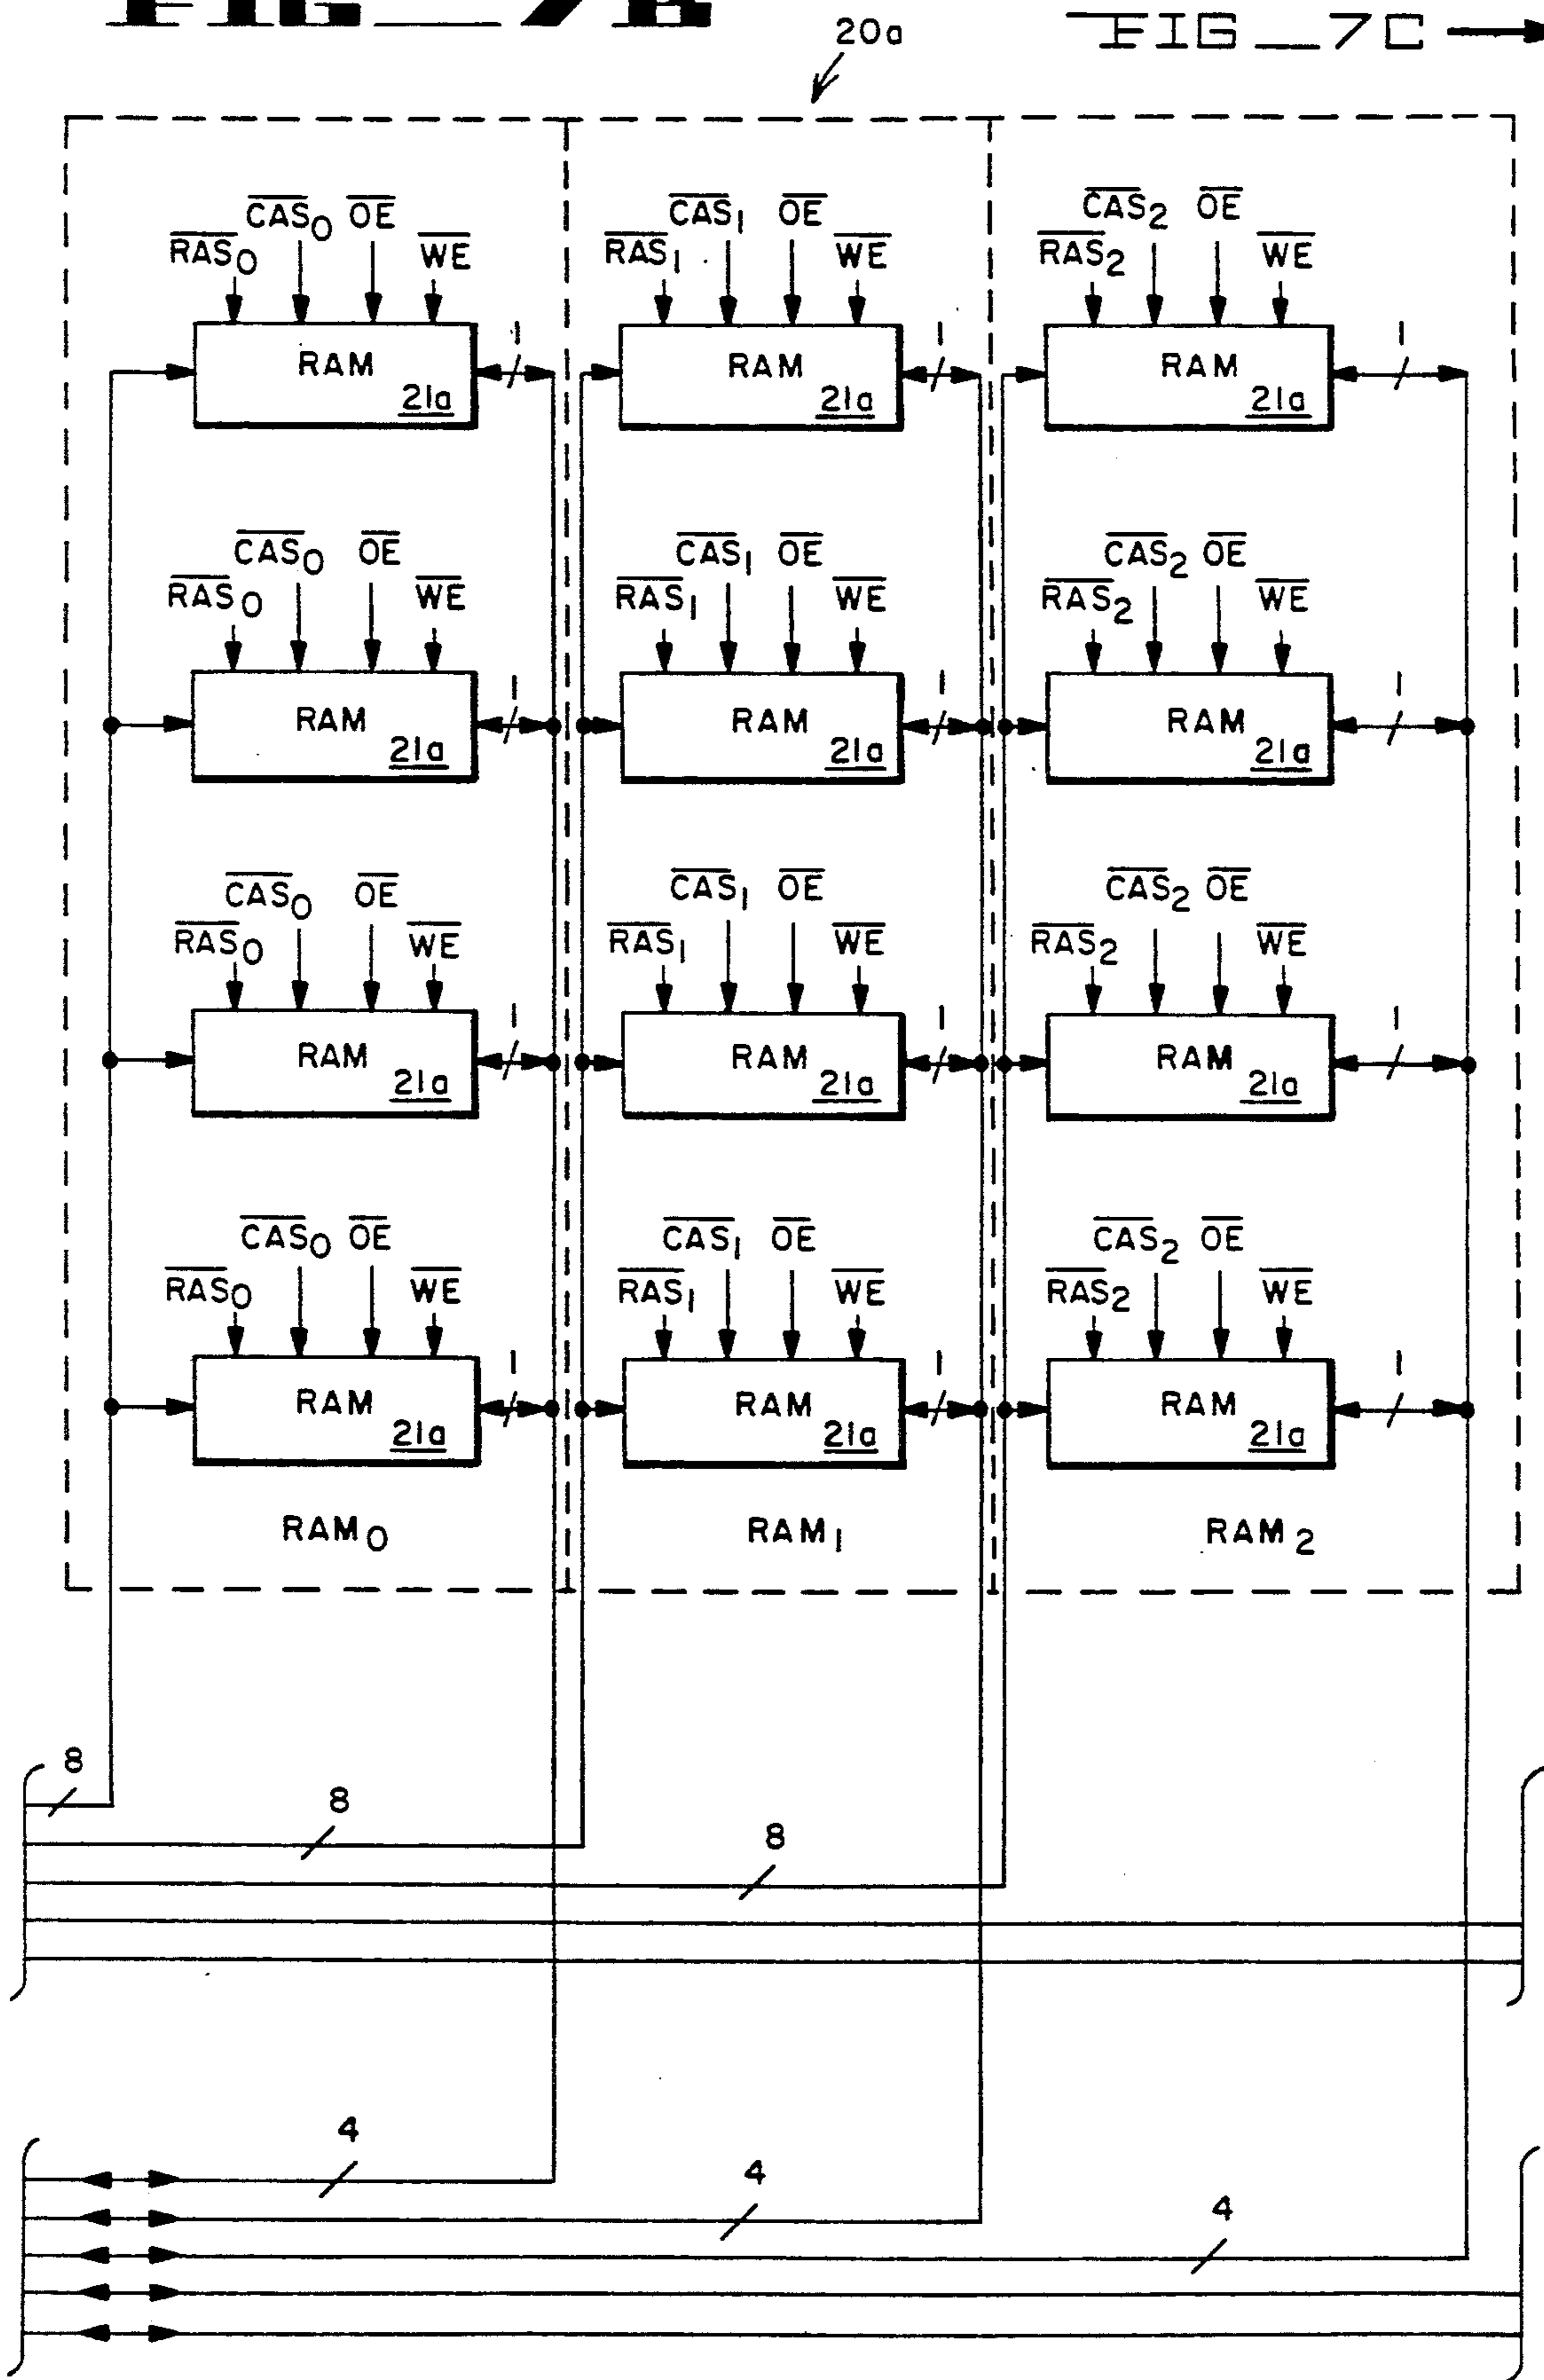 FIG_7B
20a
FIG_7C
CAS0 OE CAS1 OE CAS2 OE
RAS0 WE RAS1 WE RAS2 WE
1 1 1
RAM RAM RAM
21a 21a 21a
CAS0 OE CAS1 OE CAS2 OE
RAS0 WE RAS1 WE RAS2 WE
1 1 1
RAM RAM RAM
21a 21a 21a
CAS0 OE CAS1 OE CAS2 OE
RAS0 WE RAS1 WE RAS2 WE
1 1 1
RAM RAM RAM
21a 21a 21a
CAS0 OE CAS1 OE CAS2 OE
RAS0 WE RAS1 WE RAS2 WE
1 1 1
RAM RAM RAM
21a 21a 21a
RAM0 RAM1 RAM2
8
8
8
4
4
4